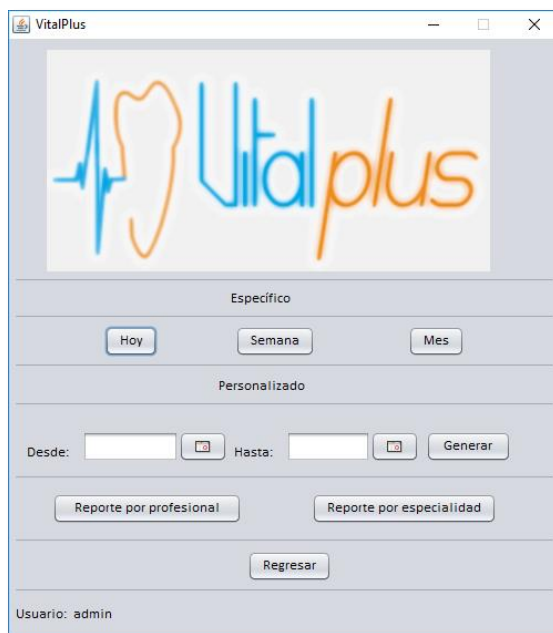 VitalPlus
Vitalplus
Específico
Hoy Semana Mes
Personalizado
Desde: Hasta: Generar
Reporte por profesional Reporte por especialidad
Regresar
Usuario: admin